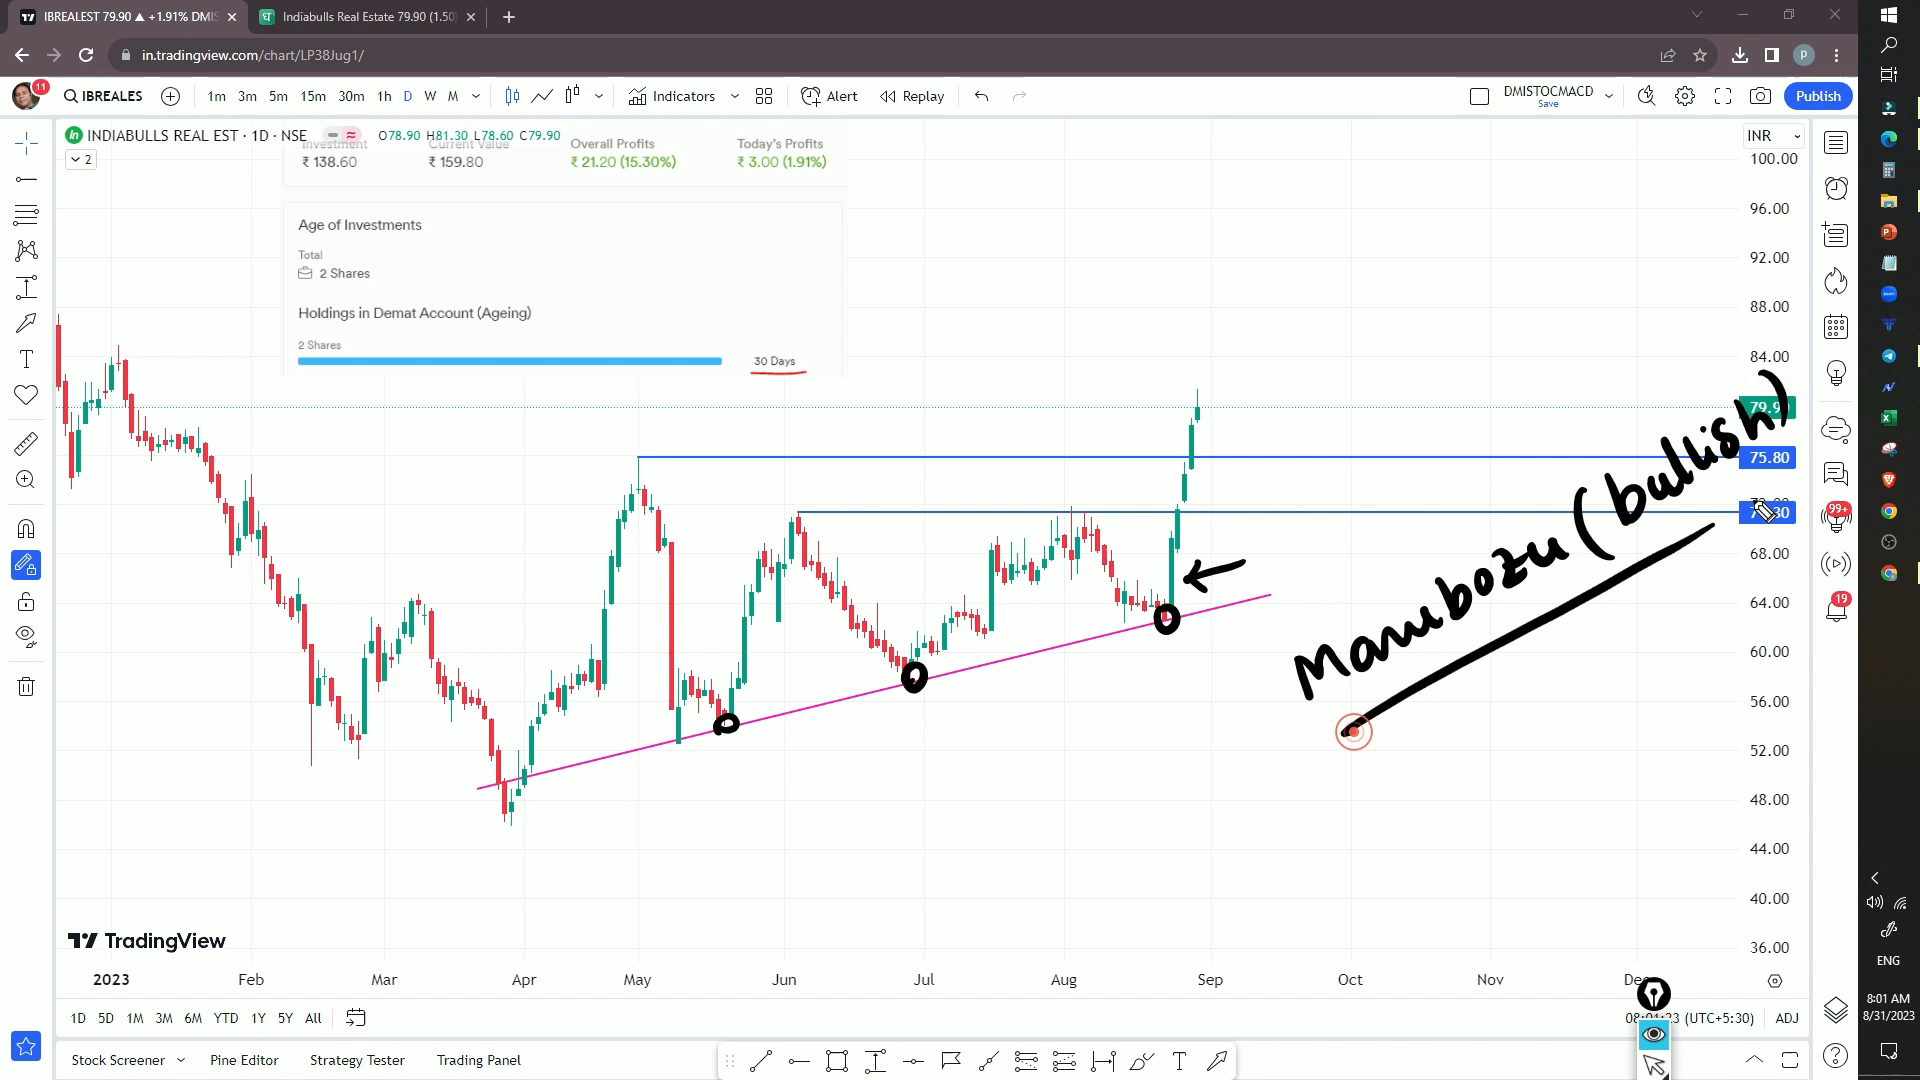 IBREALEST 79.90 ▲ +1.91% DMIS
Indiabulls Real Estate 79.90 (1.50)
in.tradingview.com/chart/LP38Jug1/
P
11
IBREALES
1m 3m 5m 15m 30m 1h D W M
Indicators
Alert
Replay
DMISTOCMACD
Save
Publish
INDIABULLS REAL EST · 1D · NSE
O78.90 H81.30 L78.60 C79.90
2
INR
Investment
Current Value
Overall Profits
Today's Profits
₹ 138.60
₹ 159.80
₹ 21.20 (15.30%)
₹ 3.00 (1.91%)
Age of Investments
Total
2 Shares
Holdings in Demat Account (Ageing)
2 Shares
30 Days
100.00
96.00
92.00
88.00
84.00
75.80
68.00
64.00
60.00
56.00
52.00
48.00
44.00
40.00
36.00
Marubozu (bullish)
99+
19
TradingView
2023 Feb Mar Apr May Jun Jul Aug Sep Oct Nov
1D 5D 1M 3M 6M YTD 1Y 5Y All
(UTC+5:30)
ADJ
Stock Screener
Pine Editor
Strategy Tester
Trading Panel
ENG
8:01 AM
8/31/2023